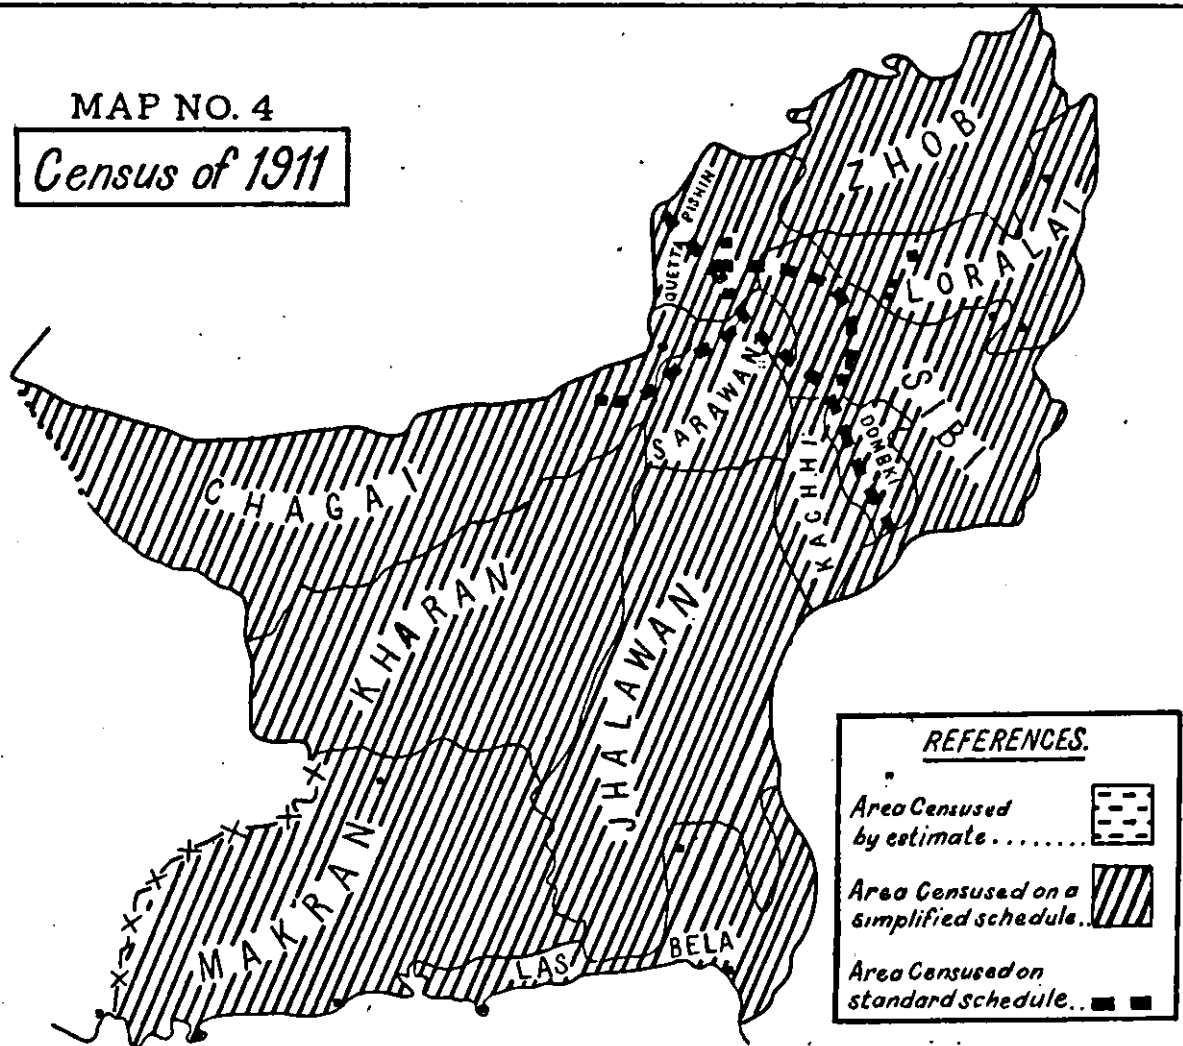 MAP NO. 4
Census of 1911
ZHOB
QUETTA PISHIN
LORALAI
SARAWAN
SIBI
DOMBKI
KACHHI
CHAGAI
KHARAN
JHALAWAN
MAKRAN
LAS BELA
REFERENCES.
Area Censused
by estimate........
Area Censused on a
simplified schedule..
Area Censused on
standard schedule..